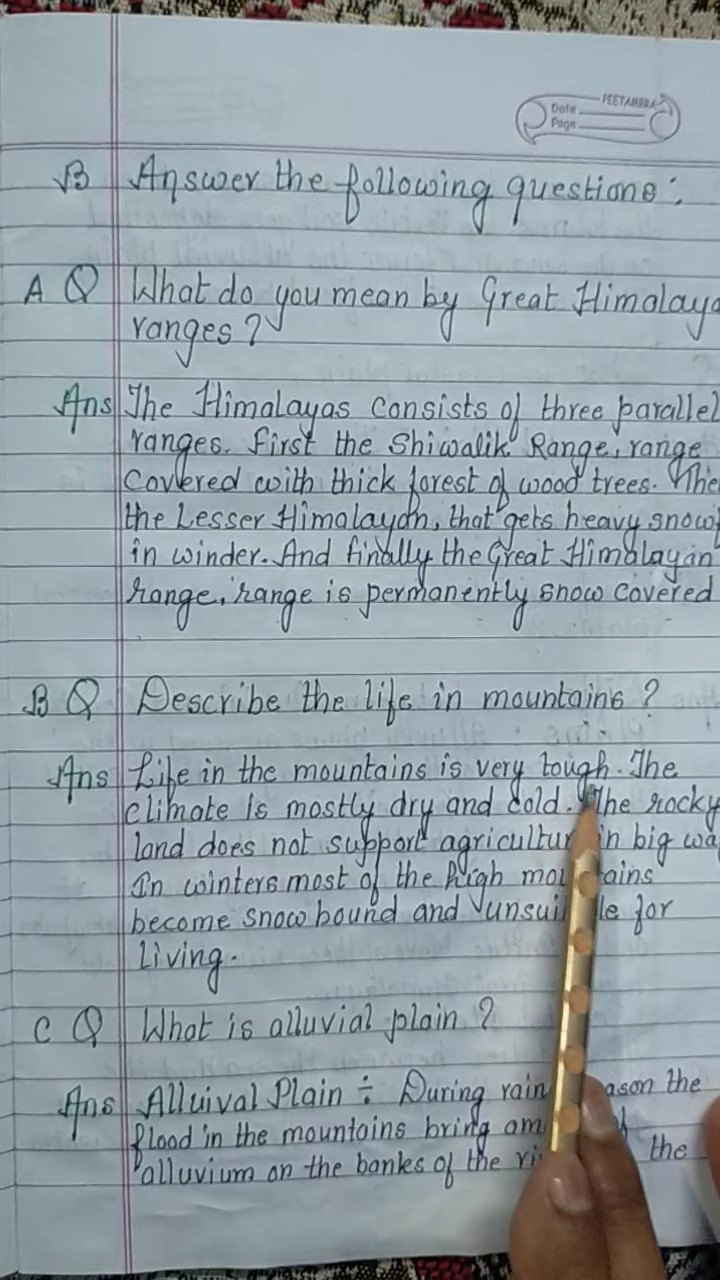 PEETAMBRA
Date
Page
B Answer the following questions:
A Q What do you mean by Great Himalaya
ranges?
Ans The Himalayas consists of three parallel
ranges. first the Shiwalik Range, range
covered with thick forest of wood trees. The
the Lesser Himalayan, that gets heavy snow
in winder. And finally the Great Himalayan
range, range is permanently snow covered
B Q Describe the life in mountains?
Ans Life in the mountains is very tough. The
climate is mostly dry and cold. The rocky
land does not support agricultur in big wa
In winters most of the high mou tains
become snow bound and unsui le for
living.
C Q What is alluvial plain?
Ans Alluival Plain ÷ During rain ason the
flood in the mountains bring am of
alluvium on the banks of the ri the